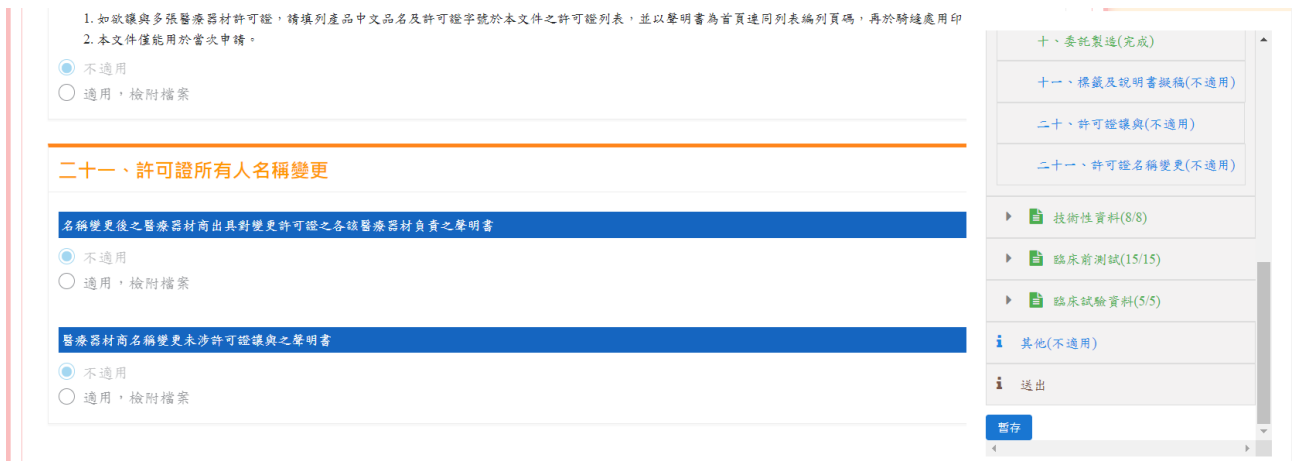 1. 如欲讓與多張醫療器材許可證，請填列產品中文品名及許可證字號於本文件之許可證列表，並以聲明書為首頁連同列表編列頁碼，再於騎縫處用印
2. 本文件僅能用於當次申請。
不適用
適用，檢附檔案
二十一、許可證所有人名稱變更
名稱變更後之醫療器材商出具對變更許可證之各該醫療器材負責之聲明書
不適用
適用，檢附檔案
醫療器材商名稱變更未涉許可證讓與之聲明書
不適用
適用，檢附檔案
十、委託製造(完成)
十一、標籤及說明書擬稿(不適用)
二十、許可證讓與(不適用)
二十一、許可證名稱變更(不適用)
技術性資料(8/8)
臨床前測試(15/15)
臨床試驗資料(5/5)
其他(不適用)
送出
暫存